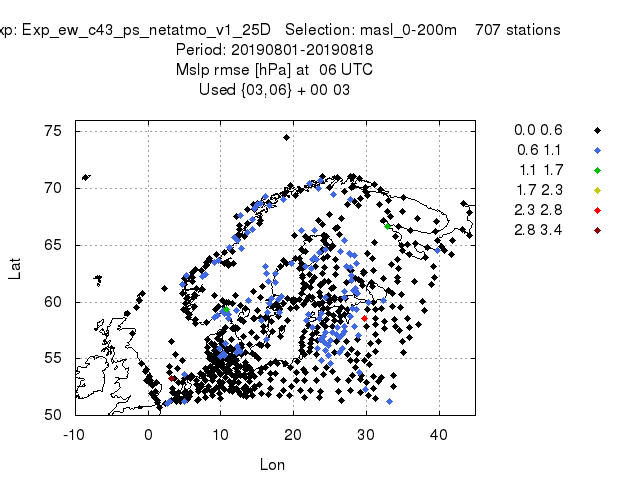 xp: Exp_ew_c43_ps_netatmo_v1_25D Selection: masl_0-200m 707 stations
Period: 20190801-20190818
Mslp rmse [hPa] at 06 UTC
Used {03,06} + 00 03
75
70
65
60
55
50
-10 0 10 20 30 40
Lat
Lon
0.0 0.6
0.6 1.1
1.1 1.7
1.7 2.3
2.3 2.8
2.8 3.4